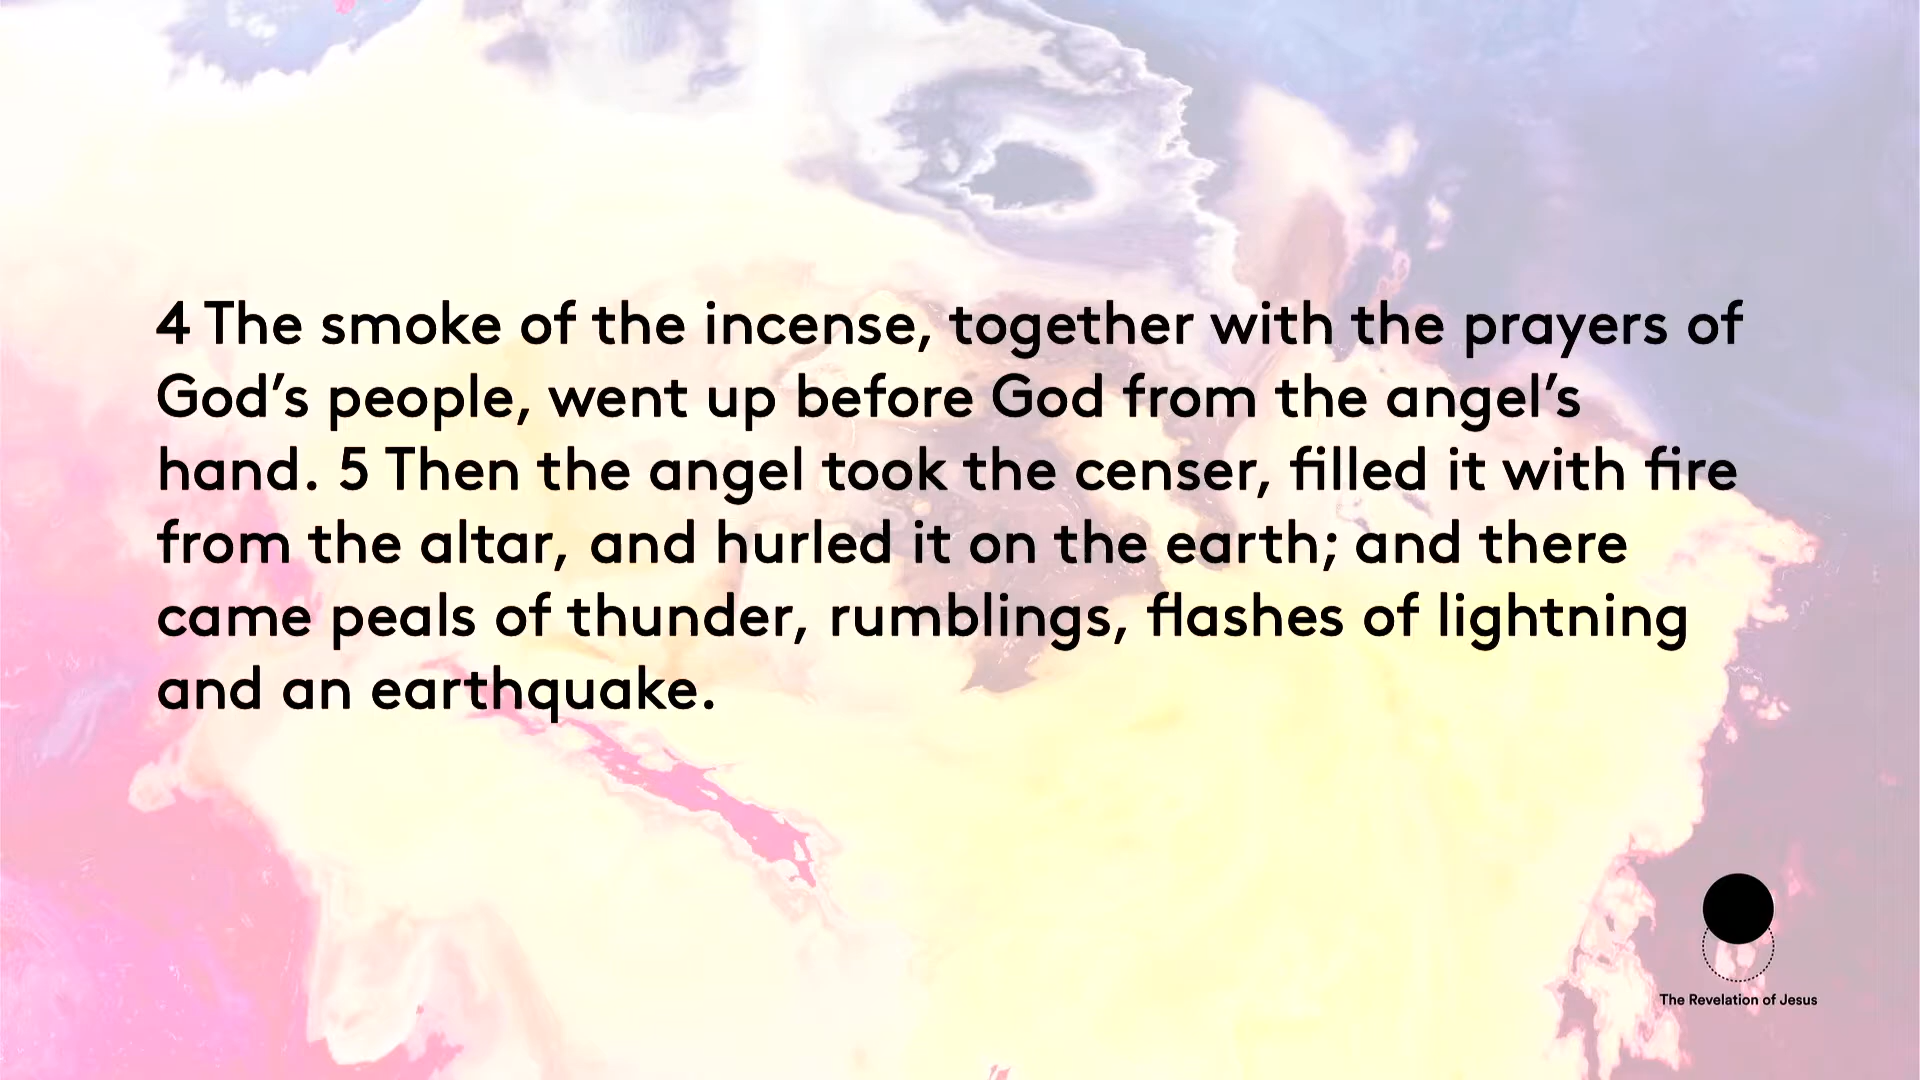 4 The smoke of the incense, together with the prayers of
God’s people, went up before God from the angel’s
hand. 5 Then the angel took the censer, filled it with fire
from the altar, and hurled it on the earth; and there
came peals of thunder, rumblings, flashes of lightning
and an earthquake.
The Revelation of Jesus